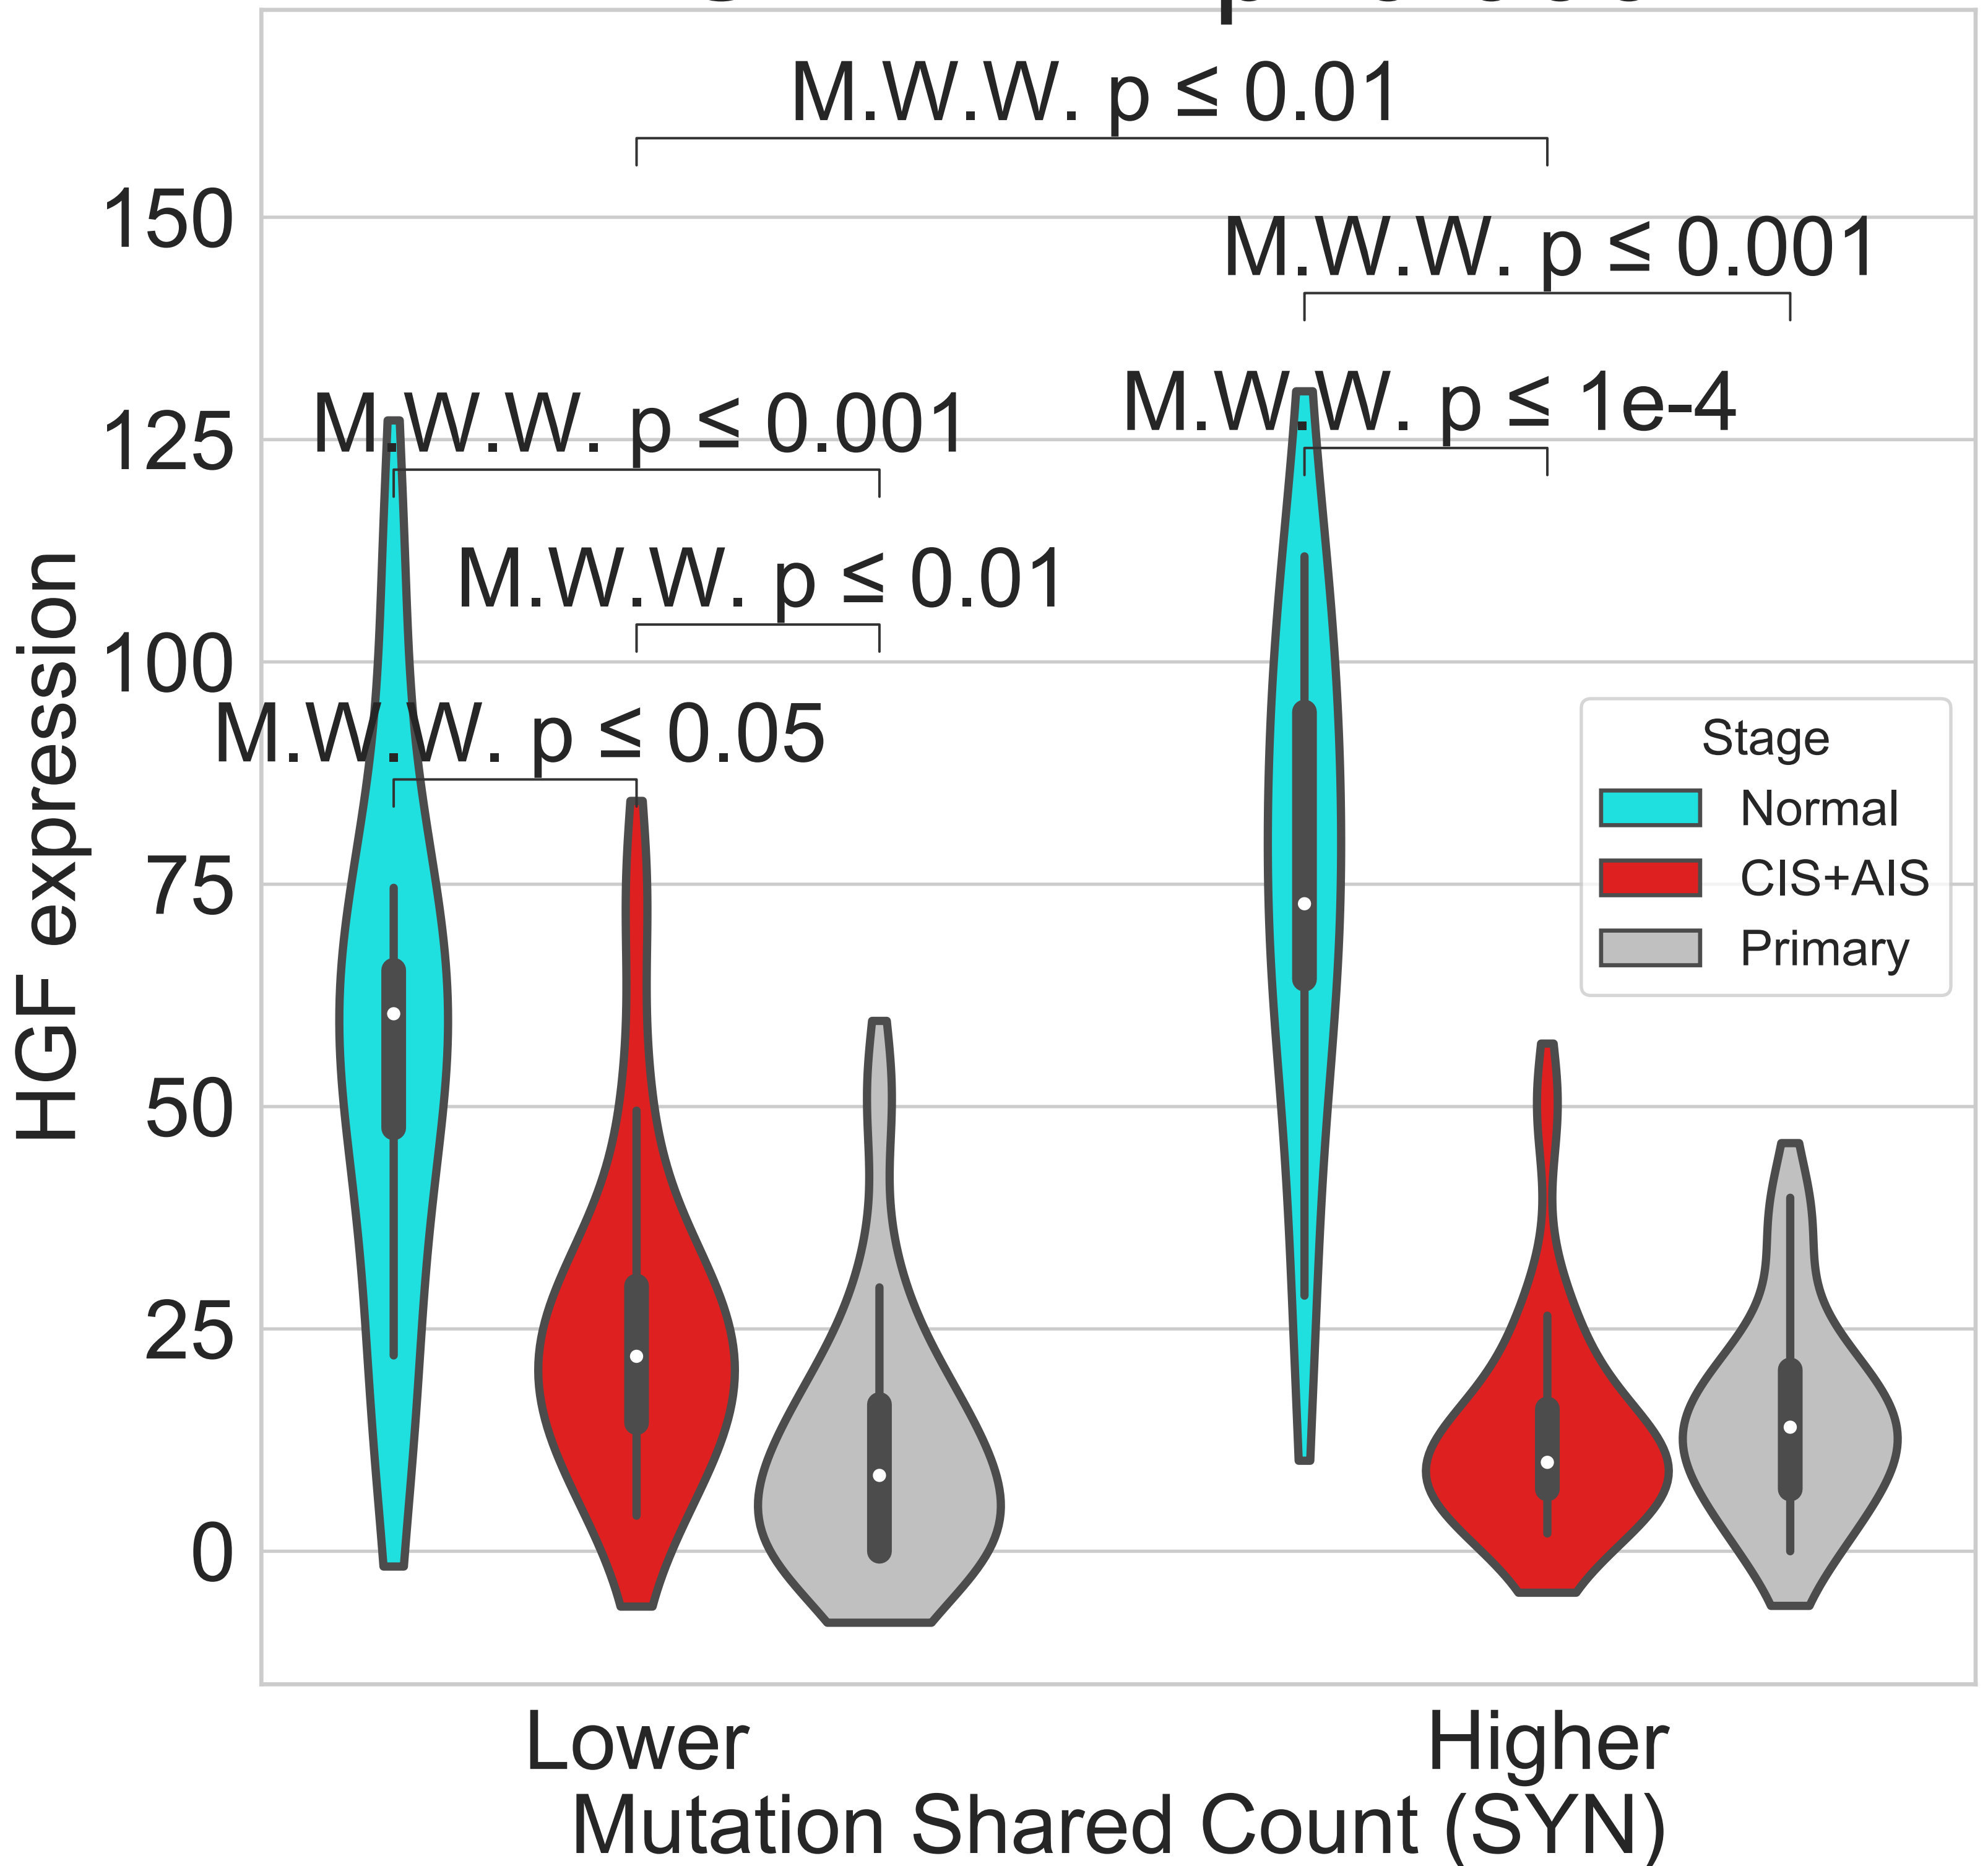 M.W.W. p ≤ 0.01
150
M.W.W. p ≤ 0.001
M.W.W. p ≤ 1e-4
M.W.W. p ≤ 0.001
125
M.W.W. p ≤ 0.01
100
M.W.W. p ≤ 0.05
75
50
25
0
HGF expression
Stage
Normal
CIS+AIS
Primary
Lower
Higher
Mutation Shared Count (SYN)